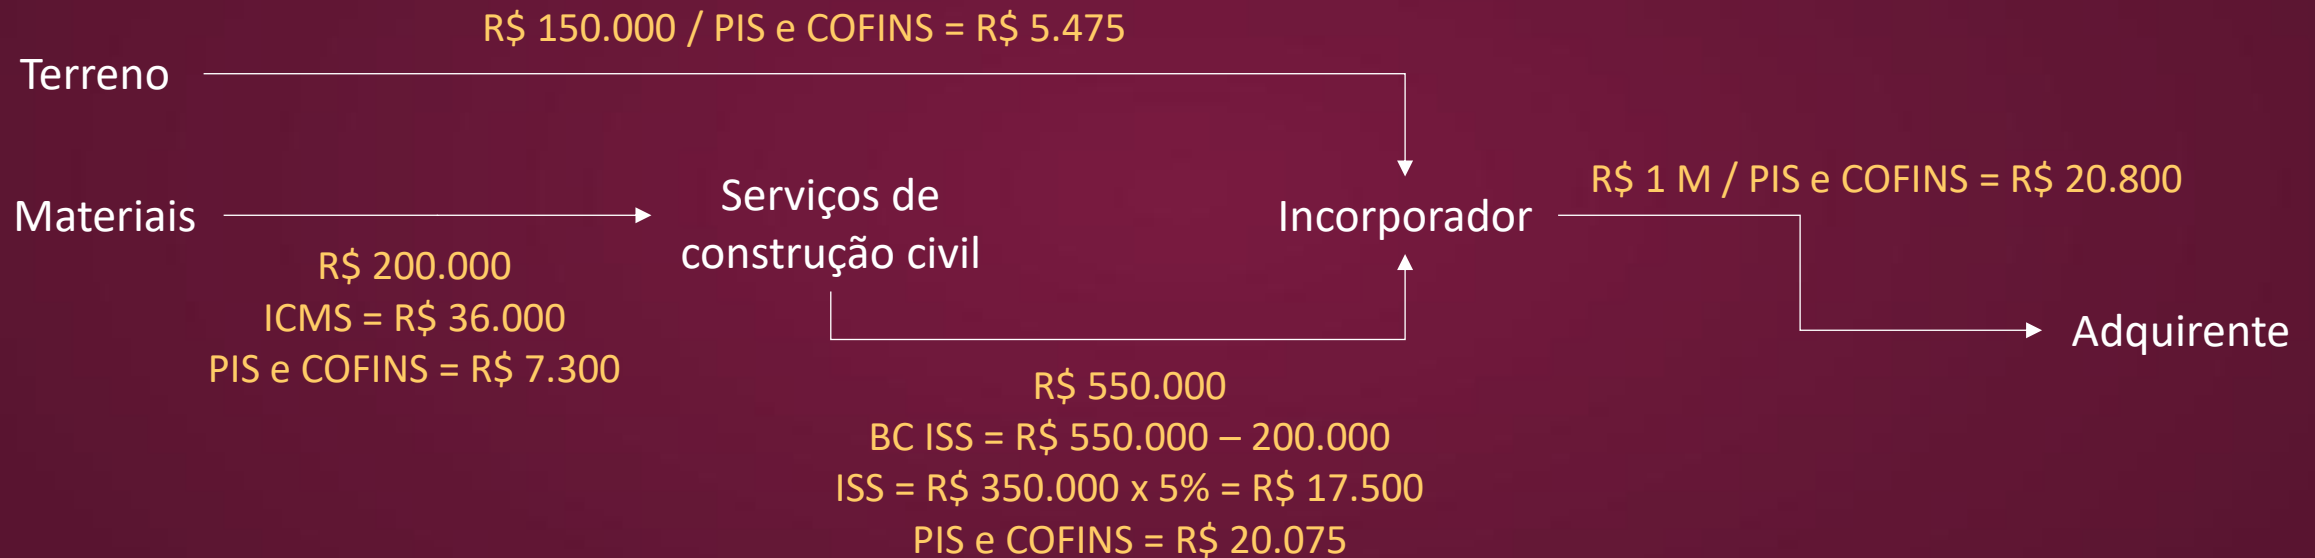 R$ 150.000 / PIS e COFINS = R$ 5.475
Terreno
Materiais
R$ 200.000
ICMS = R$ 36.000
PIS e COFINS = R$ 7.300
Serviços de
construção civil
R$ 550.000
BC ISS = R$ 550.000 – 200.000
ISS = R$ 350.000 x 5% = R$ 17.500
PIS e COFINS = R$ 20.075
Incorporador
R$ 1 M / PIS e COFINS = R$ 20.800
Adquirente